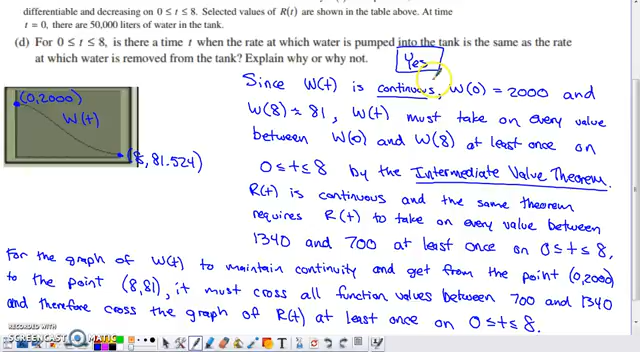 differentiable and decreasing on 0 ≤ t ≤ 8. Selected values of R(t) are shown in the table above. At time
t = 0, there are 50,000 liters of water in the tank.
(d) For 0 ≤ t ≤ 8, is there a time t when the rate at which water is pumped into the tank is the same as the rate
at which water is removed from the tank? Explain why or why not.
Yes
(0,2000)
W(t)
(8, 81.524)
Since W(t) is continuous, W(0) = 2000 and
W(8) ≈ 81, W(t) must take on every value
between W(0) and W(8) at least once on
0 ≤ t ≤ 8 by the Intermediate Value Theorem.
R(t) is continuous and the same theorem
requires R(t) to take on every value between
1340 and 700 at least once on 0 ≤ t ≤ 8.
For the graph of W(t) to maintain continuity and get from the point (0,2000)
to the point (8,81), it must cross all function values between 700 and 1340
and therefore cross the graph of R(t) at least once on 0 ≤ t ≤ 8.
RECORDED WITH
SCREENCAST MATIC